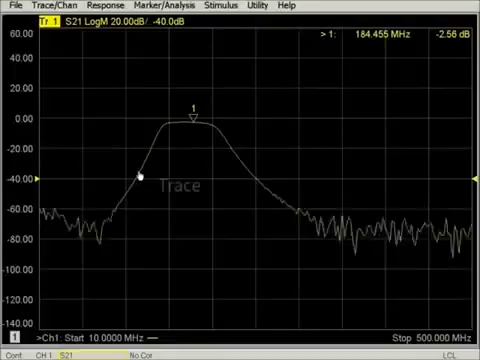 File Trace/Chan Response Marker/Analysis Stimulus Utility Help
Tr 1 S21 LogM 20.00dB/ -40.0dB
60.00 > 1: 184.455 MHz -2.56 dB
40.00
20.00
0.00
1
-20.00
-40.00
Trace
-60.00
-80.00
-100.00
-120.00
-140.00
1 >Ch1: Start 10.0000 MHz Stop 500.000 MHz
Cont CH 1 S21 No Cor LCL